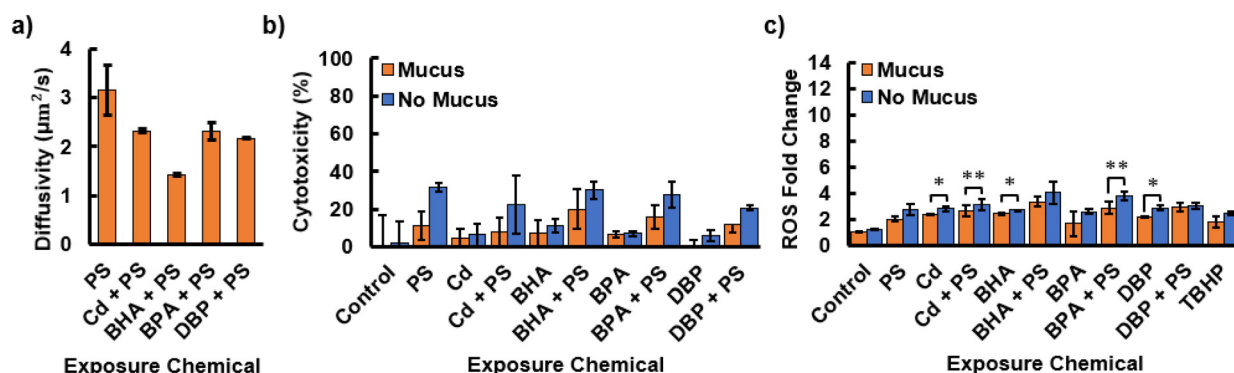 a)
4
3
2
1
0
Diffusivity (µm²/s)
PS
Cd + PS
BHA + PS
BPA + PS
DBP + PS
Exposure Chemical
b)
100
80
60
40
20
0
Cytotoxicity (%)
Mucus
No Mucus
Control
PS
Cd
Cd + PS
BHA
BHA + PS
BPA
BPA + PS
DBP
DBP + PS
Exposure Chemical
c)
14
12
10
8
6
4
2
0
ROS Fold Change
Mucus
No Mucus
*
**
*
**
*
Control
PS
Cd
Cd + PS
BHA
BHA + PS
BPA
BPA + PS
DBP
DBP + PS
TBHP
Exposure Chemical